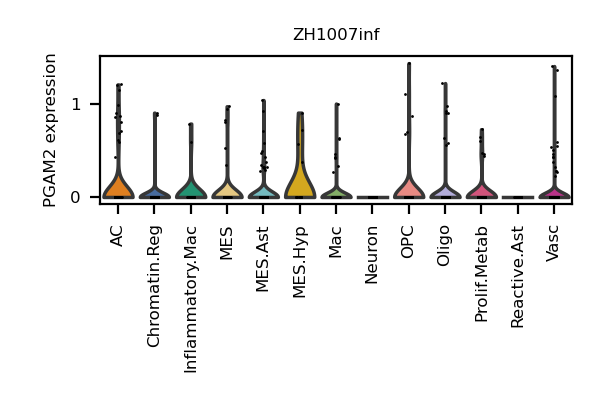 ZH1007inf
PGAM2 expression
1
0
AC
Chromatin.Reg
Inflammatory.Mac
MES
MES.Ast
MES.Hyp
Mac
Neuron
OPC
Oligo
Prolif.Metab
Reactive.Ast
Vasc